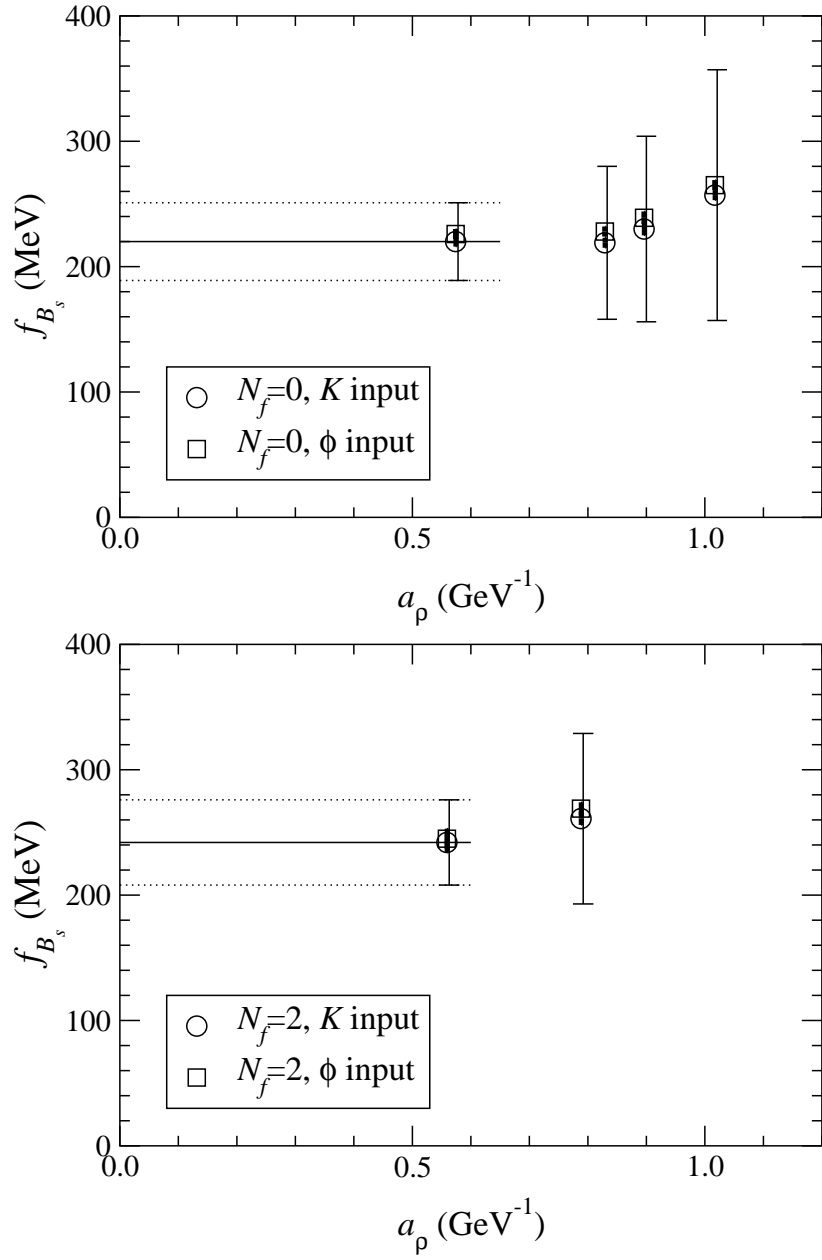 400
300
200
100
0
f_{B_s} (MeV)
N_f=0, K input
N_f=0, ϕ input
0.0 0.5 1.0
a_ρ (GeV^{-1})
400
300
200
100
0
f_{B_s} (MeV)
N_f=2, K input
N_f=2, ϕ input
0.0 0.5 1.0
a_ρ (GeV^{-1})